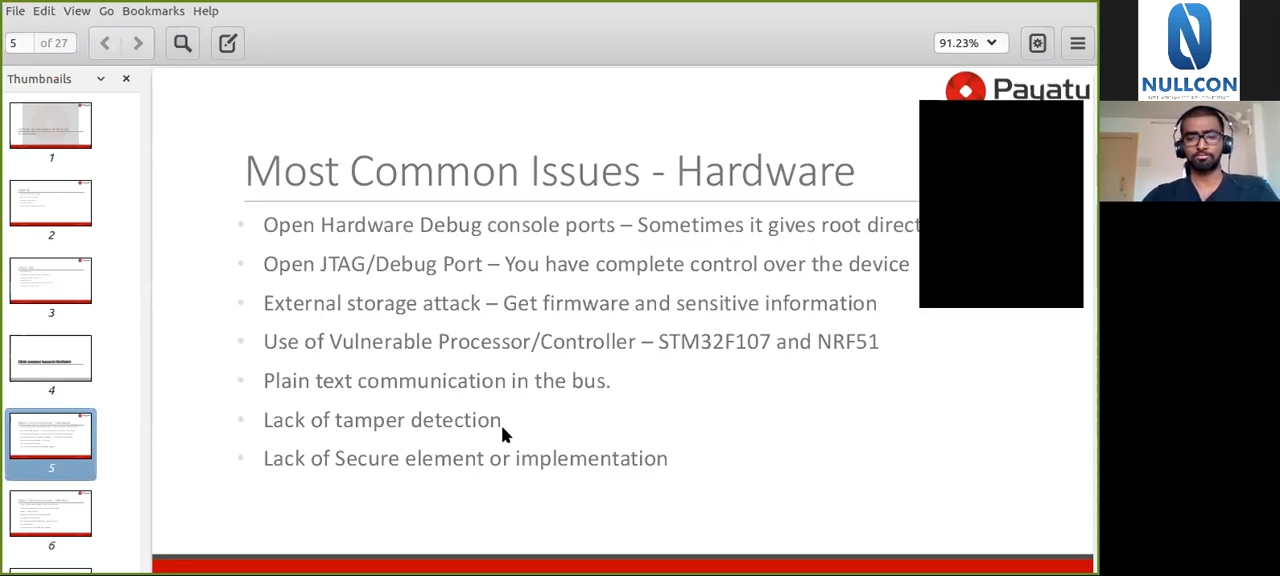 File Edit View Go Bookmarks Help
5 of 27
91.23%
Thumbnails
Payatu
NULLCON
Most Common Issues - Hardware
Open Hardware Debug console ports – Sometimes it gives root direct
Open JTAG/Debug Port – You have complete control over the device
External storage attack – Get firmware and sensitive information
Use of Vulnerable Processor/Controller – STM32F107 and NRF51
Plain text communication in the bus.
Lack of tamper detection
Lack of Secure element or implementation
1
2
3
4
5
6